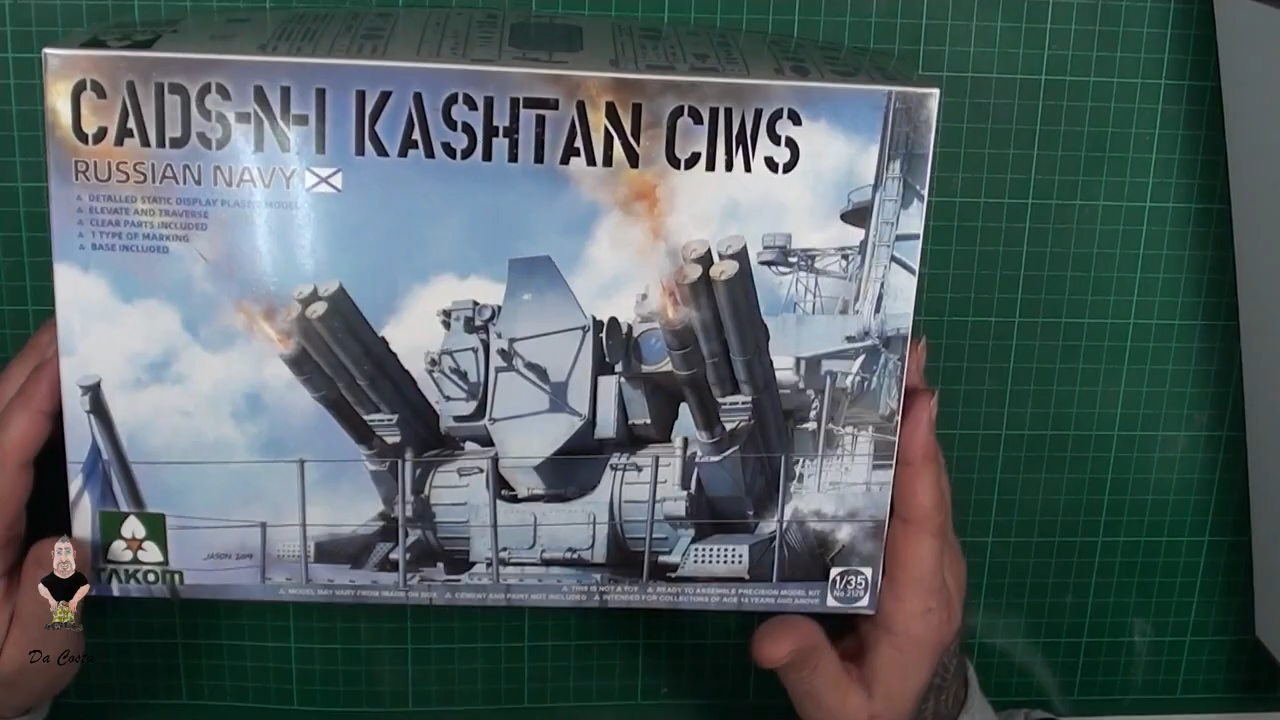 CADS-N-I KASHTAN CIWS
RUSSIAN NAVY
DETAILED STATIC DISPLAY PLASTIC MODEL
ELEVATE AND TRAVERSE
CLEAR PARTS INCLUDED
1 TYPE OF MARKING
BASE INCLUDED
JASON 2019
TAKOM
1/35
No 2128
THIS IS NOT A TOY READY TO ASSEMBLE PRECISION MODEL KIT
MODEL MAY VARY FROM IMAGE ON BOX CEMENT AND PAINT NOT INCLUDED INTENDED FOR COLLECTORS OF AGE 14 YEARS AND ABOVE
Da Costa